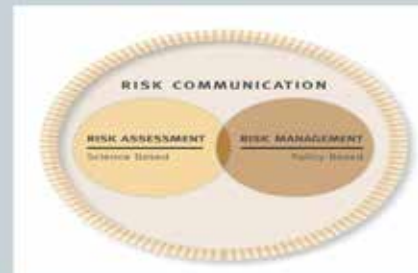 RISK COMMUNICATION
RISK ASSESSMENT
Science Based
RISK MANAGEMENT
Policy Based